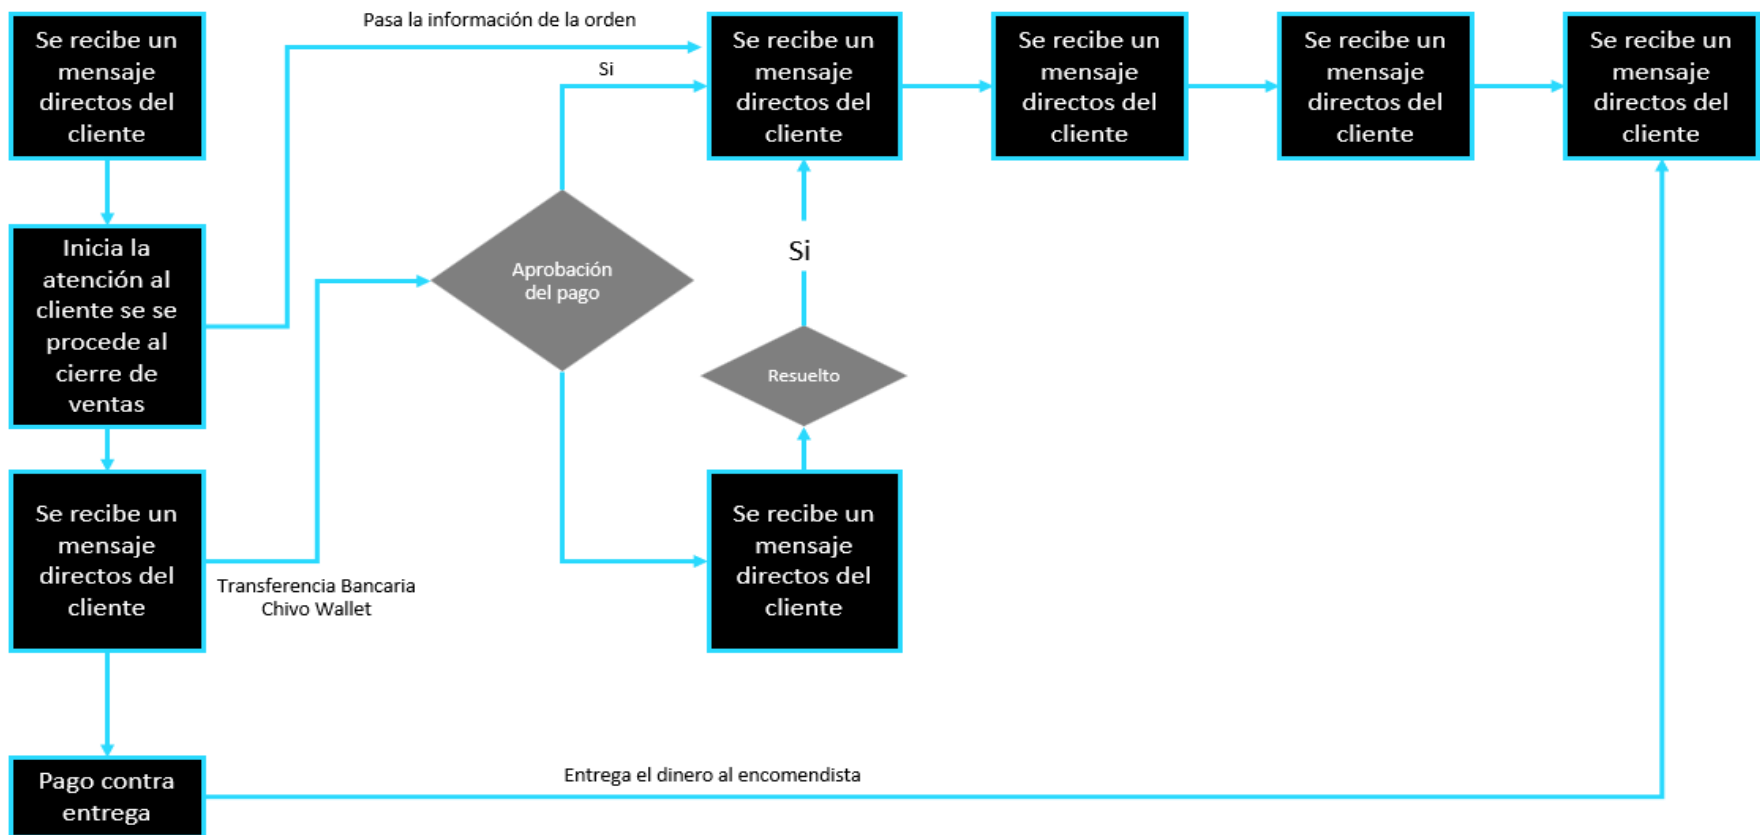 Pasa la información de la orden
Se recibe un
mensaje
directos del
cliente
Se recibe un
mensaje
directos del
cliente
Se recibe un
mensaje
directos del
cliente
Se recibe un
mensaje
directos del
cliente
Se recibe un
mensaje
directos del
cliente
Si
Inicia la
atención al
cliente se se
procede al
cierre de
ventas
Aprobación
del pago
Si
Resuelto
Se recibe un
mensaje
directos del
cliente
Transferencia Bancaria
Chivo Wallet
Se recibe un
mensaje
directos del
cliente
Pago contra
entrega
Entrega el dinero al encomendista